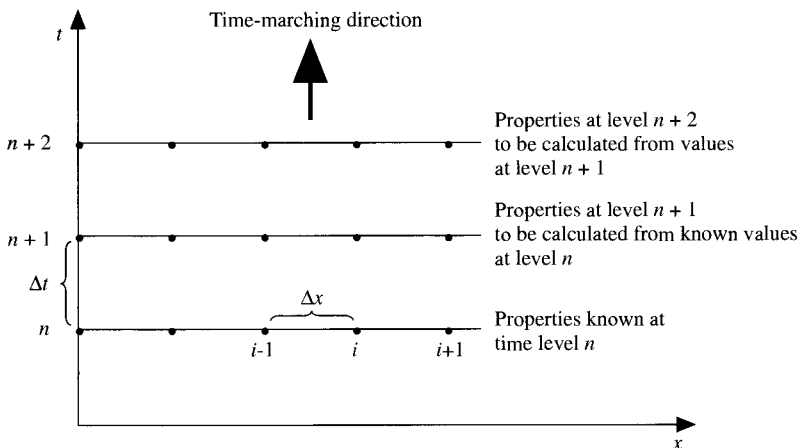 Time-marching direction
t
n + 2
Properties at level n + 2
to be calculated from values
at level n + 1
n + 1
Properties at level n + 1
to be calculated from known values
at level n
Δt
Δx
n
Properties known at
time level n
i-1
i
i+1
x